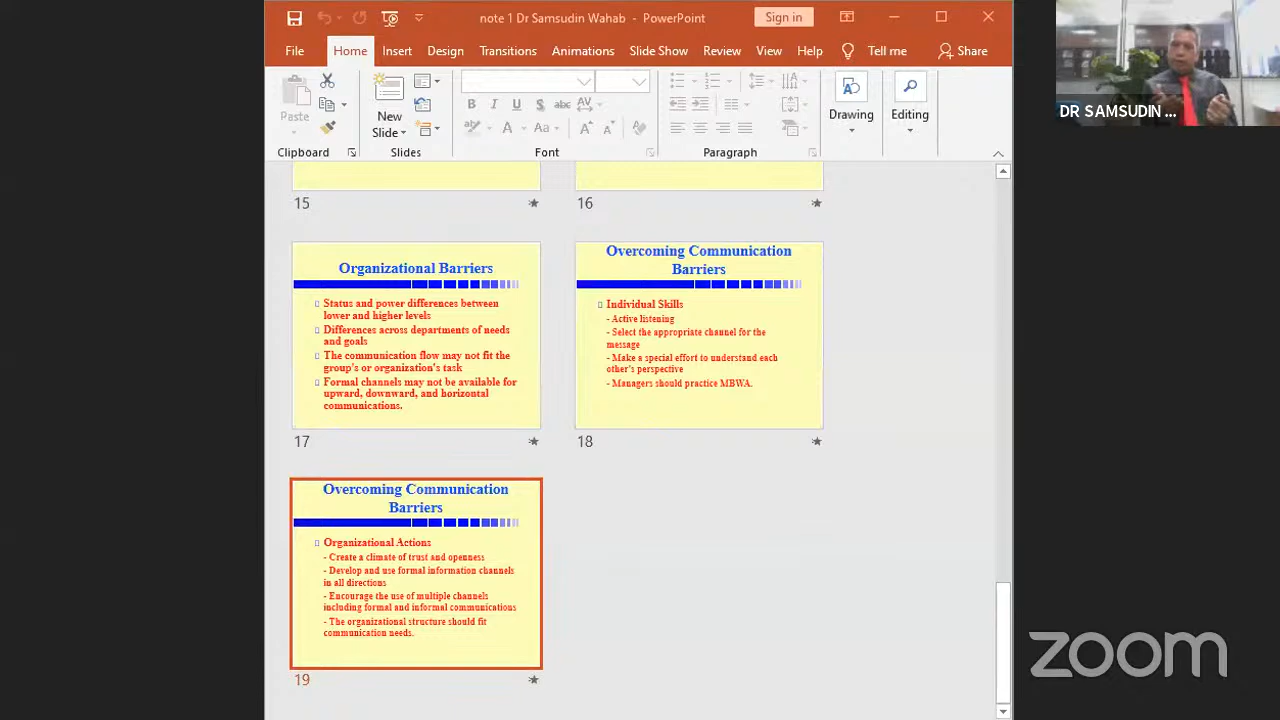 note 1 Dr Samsudin Wahab - PowerPoint
Sign in
File
Home
Insert
Design
Transitions
Animations
Slide Show
Review
View
Help
Tell me
Share
Paste
New
Slide
B I U S abc AV
A Aa A A
Drawing
Editing
Clipboard
Slides
Font
Paragraph
DR SAMSUDIN ...
15
16
Organizational Barriers
Status and power differences between
lower and higher levels
Differences across departments of needs
and goals
The communication flow may not fit the
group's or organization's task
Formal channels may not be available for
upward, downward, and horizontal
communications.
17
Overcoming Communication
Barriers
Individual Skills
- Active listening
- Select the appropriate channel for the
message
- Make a special effort to understand each
other's perspective
- Managers should practice MBWA.
18
Overcoming Communication
Barriers
Organizational Actions
- Create a climate of trust and openness
- Develop and use formal information channels
in all directions
- Encourage the use of multiple channels
including formal and informal communications
- The organizational structure should fit
communication needs.
19
zoom